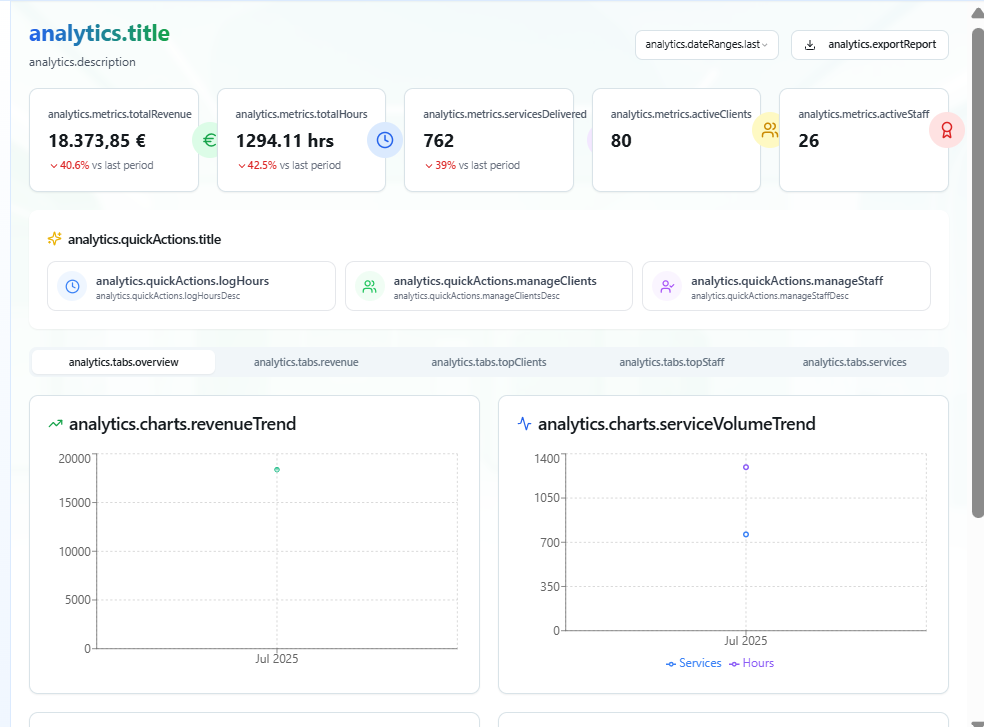 analytics.title
analytics.description
analytics.dateRanges.last
analytics.exportReport
analytics.metrics.totalRevenue
18.373,85 €
40.6% vs last period
€
analytics.metrics.totalHours
1294.11 hrs
42.5% vs last period
analytics.metrics.servicesDelivered
762
39% vs last period
analytics.metrics.activeClients
80
analytics.metrics.activeStaff
26
analytics.quickActions.title
analytics.quickActions.logHours
analytics.quickActions.logHoursDesc
analytics.quickActions.manageClients
analytics.quickActions.manageClientsDesc
analytics.quickActions.manageStaff
analytics.quickActions.manageStaffDesc
analytics.tabs.overview
analytics.tabs.revenue
analytics.tabs.topClients
analytics.tabs.topStaff
analytics.tabs.services
analytics.charts.revenueTrend
20000
15000
10000
5000
0
Jul 2025
analytics.charts.serviceVolumeTrend
1400
1050
700
350
0
Jul 2025
Services Hours